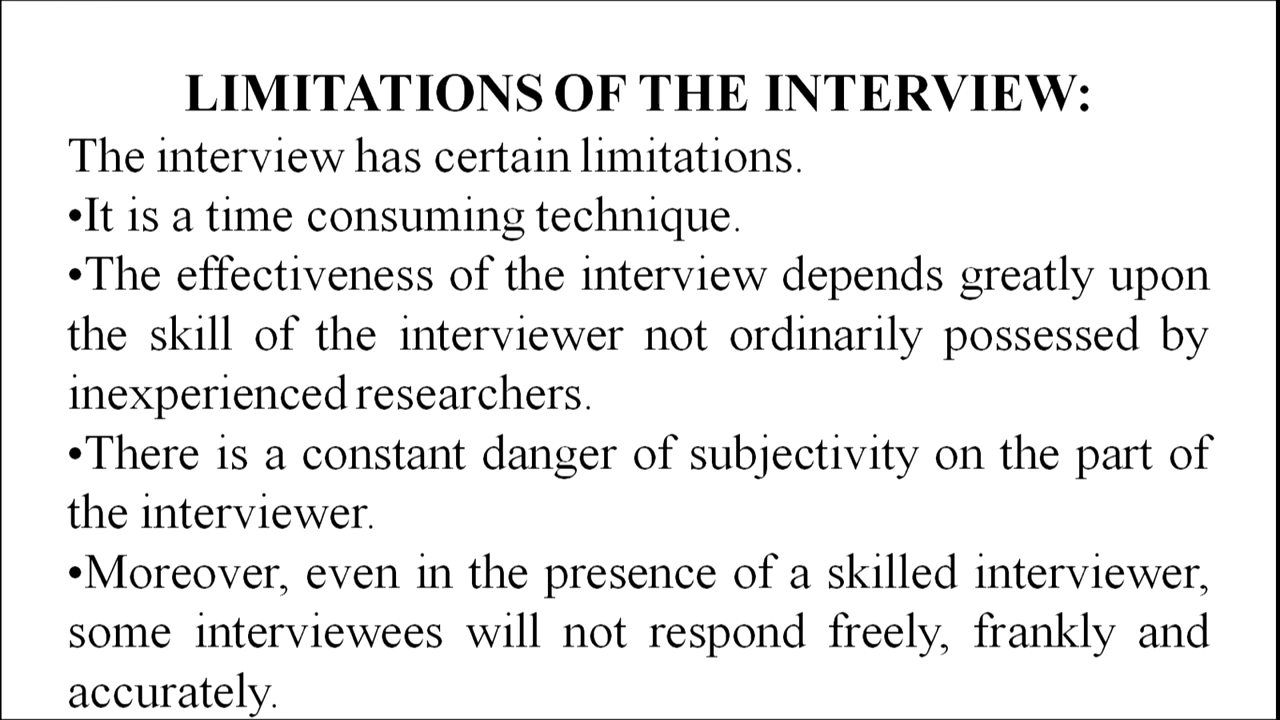 LIMITATIONS OF THE INTERVIEW:
The interview has certain limitations.
•It is a time consuming technique.
•The effectiveness of the interview depends greatly upon
the skill of the interviewer not ordinarily possessed by
inexperienced researchers.
•There is a constant danger of subjectivity on the part of
the interviewer.
•Moreover, even in the presence of a skilled interviewer,
some interviewees will not respond freely, frankly and
accurately.